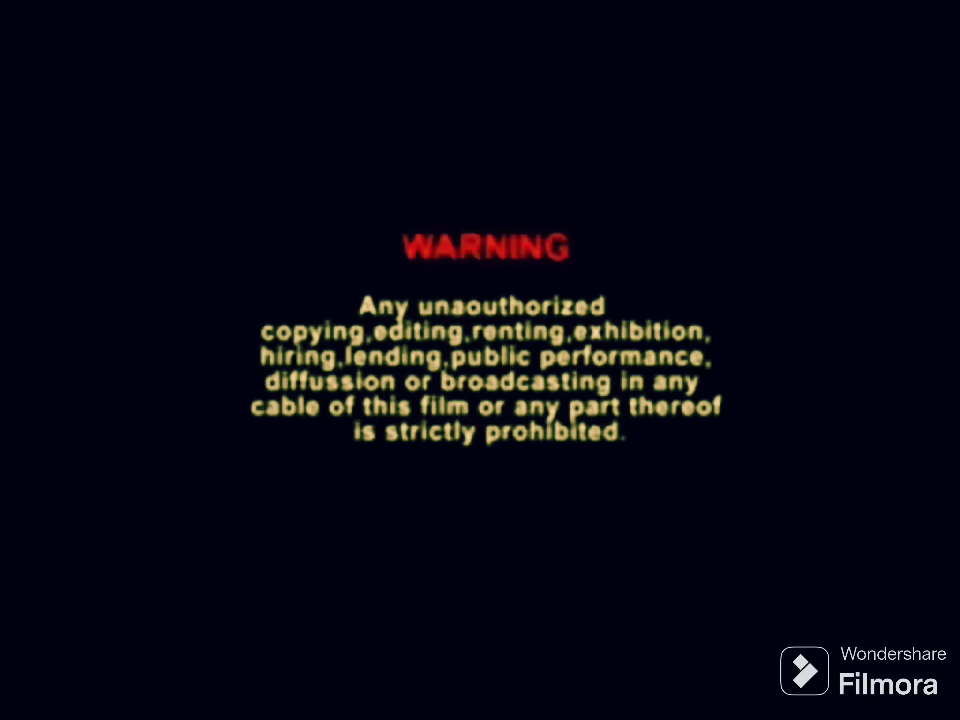 WARNING
Any unaouthorized
copying,editing,renting,exhibition,
hiring,lending,public performance,
diffussion or broadcasting in any
cable of this film or any part thereof
is strictly prohibited.
Wondershare
Filmora